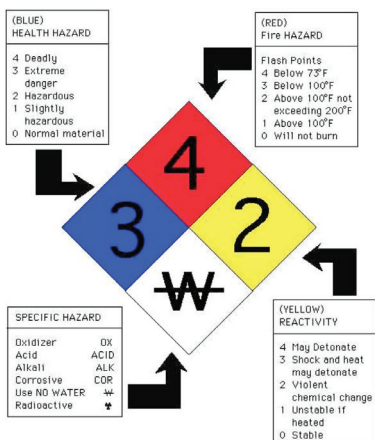 (BLUE)
HEALTH HAZARD
4 Deadly
3 Extreme
danger
2 Hazardous
1 Slightly
hazardous
0 Normal material
(RED)
Fire HAZARD
Flash Points
4 Below 73°F
3 Below 100°F
2 Above 100°F not
exceeding 200°F
1 Above 100°F
0 Will not burn
4
3
2
W
SPECIFIC HAZARD
Oxidizer OX
Acid ACID
Alkali ALK
Corrosive COR
Use NO WATER W
Radioactive
(YELLOW)
REACTIVITY
4 May Detonate
3 Shock and heat
may detonate
2 Violent
chemical change
1 Unstable if
heated
0 Stable